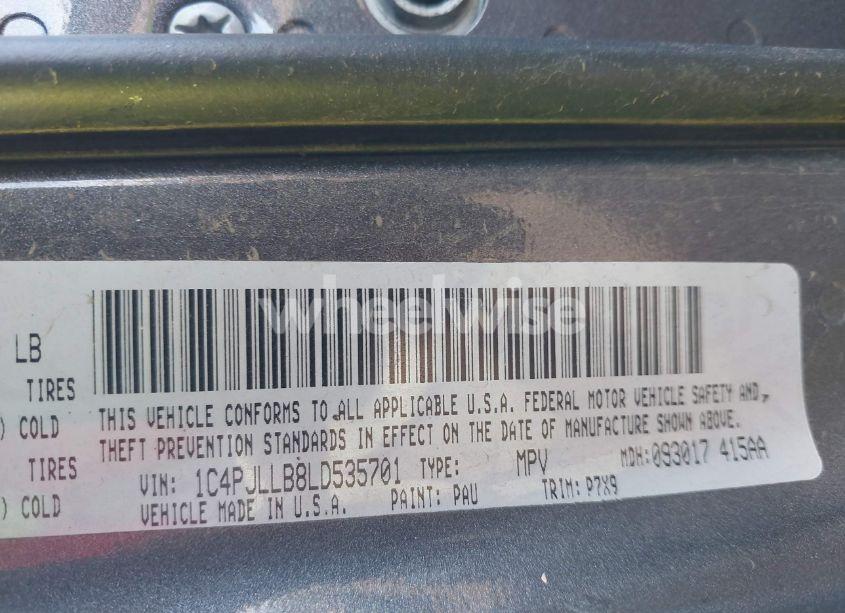 wheelwise
LB
TIRES
) COLD
TIRES
) COLD
THIS VEHICLE CONFORMS TO ALL APPLICABLE U.S.A. FEDERAL MOTOR VEHICLE SAFETY AND
THEFT PREVENTION STANDARDS IN EFFECT ON THE DATE OF MANUFACTURE SHOWN ABOVE.
VIN: 1C4PJLLB8LD535701 TYPE: MPV MDH: 093017 415AA
VEHICLE MADE IN U.S.A. PAINT: PAU TRIM: P7X9